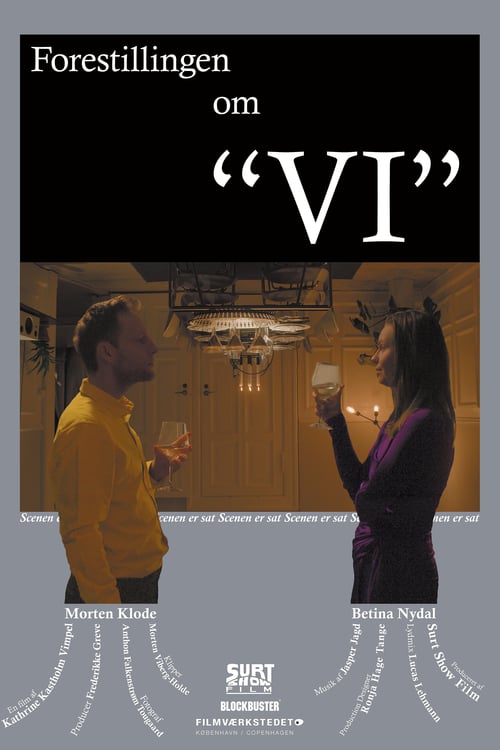 Forestillingen
om
“VI”
Scenen er sat Scenen er sat Scenen er sat Scenen er sat
Morten Klode
Betina Nydal
En film af
Kathrine Kastholm Vimpel
Producer Frederikke Greve
Fotograf
Anthon Falkenstrøm Tougaard
Klipper
Morten Fiberg-Holde
Musik af Jasper Jagd
Production Designer
Ronja Hage Tange
Lydmix Lucas Lehmann
Produceret af
Surt Show Film
SURT
SHOW
FILM
BLOCKBUSTER
FILMVÆRKSTEDET
KØBENHAVN / COPENHAGEN